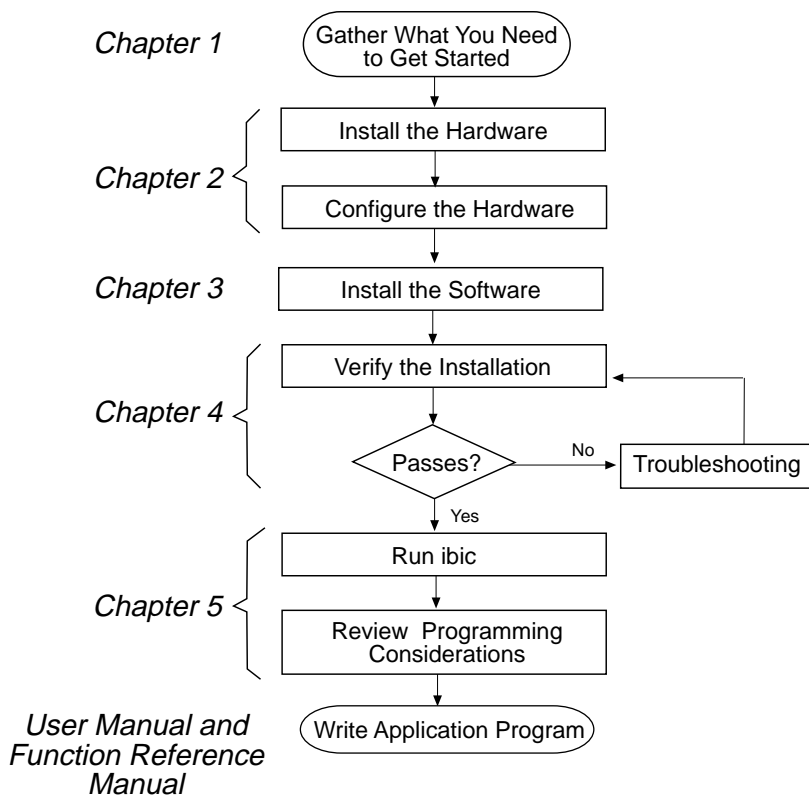 Chapter 1
Gather What You Need
to Get Started
Install the Hardware
Chapter 2
Configure the Hardware
Chapter 3
Install the Software
Verify the Installation
Chapter 4
Passes?
No
Troubleshooting
Yes
Run ibic
Chapter 5
Review Programming
Considerations
User Manual and
Function Reference
Manual
Write Application Program